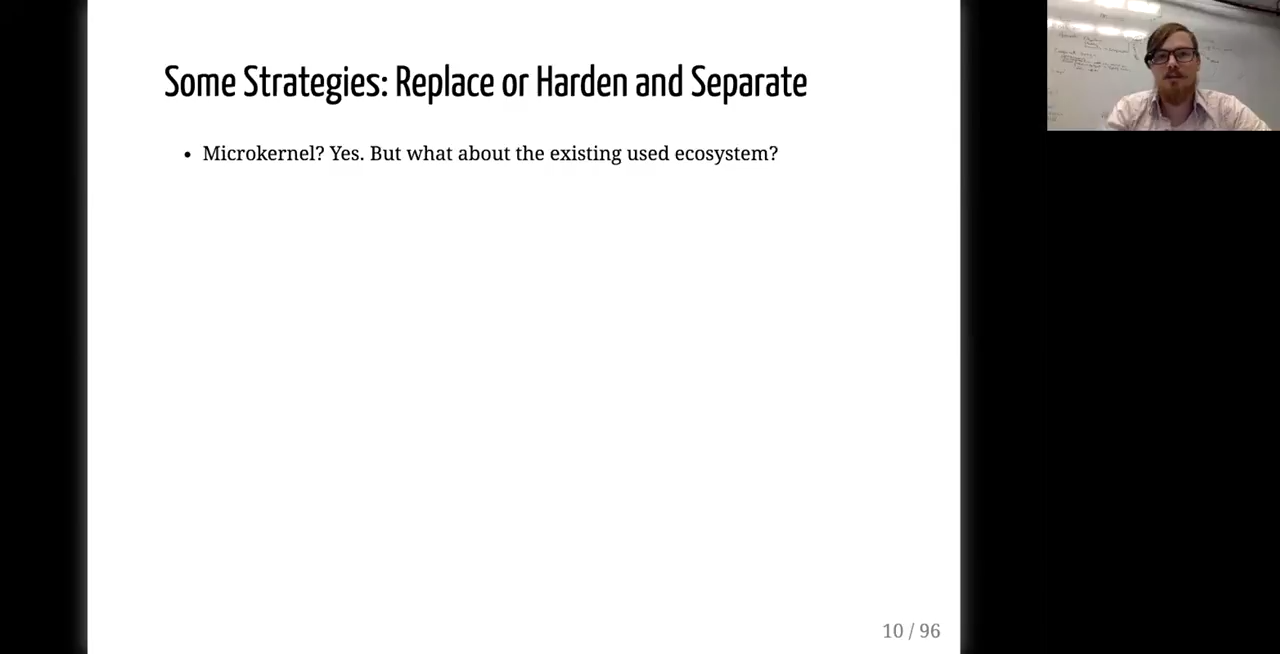 Some Strategies: Replace or Harden and Separate
• Microkernel? Yes. But what about the existing used ecosystem?
10 / 96